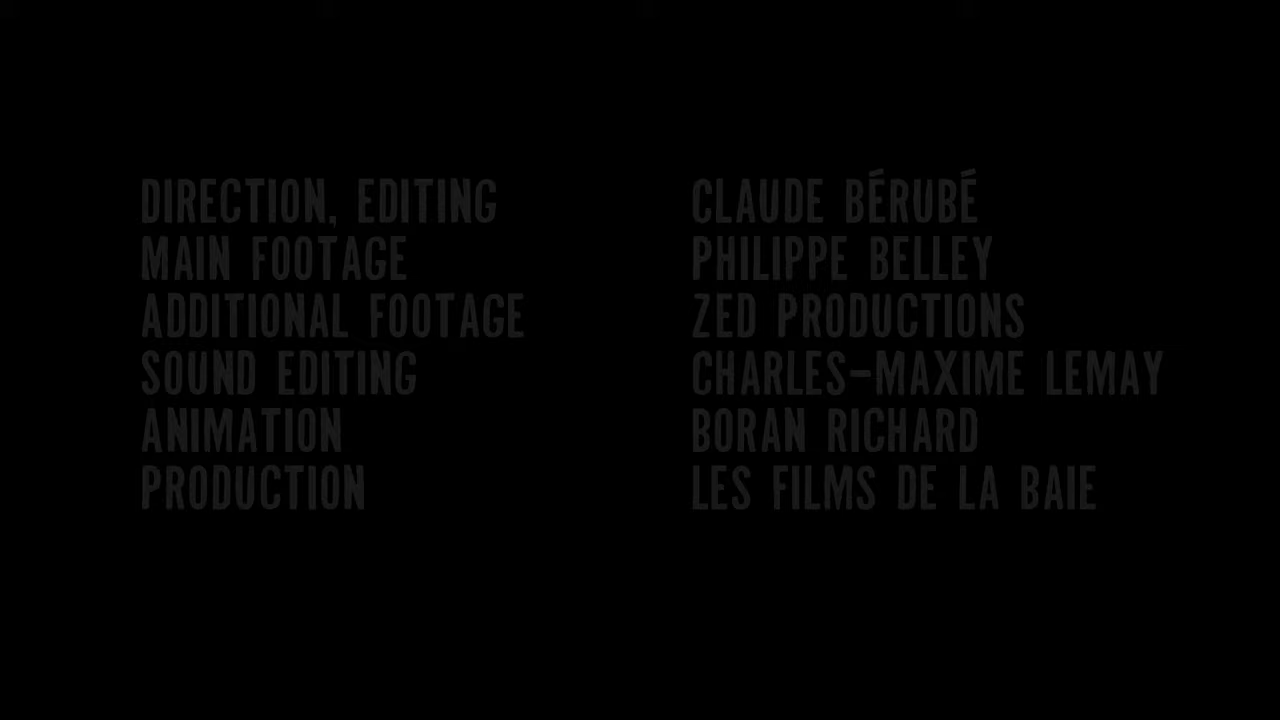 DIRECTION, EDITING CLAUDE BÉRUBÉ
MAIN FOOTAGE PHILIPPE BELLEY
ADDITIONAL FOOTAGE ZED PRODUCTIONS
SOUND EDITING CHARLES-MAXIME LEMAY
ANIMATION BORAN RICHARD
PRODUCTION LES FILMS DE LA BAIE